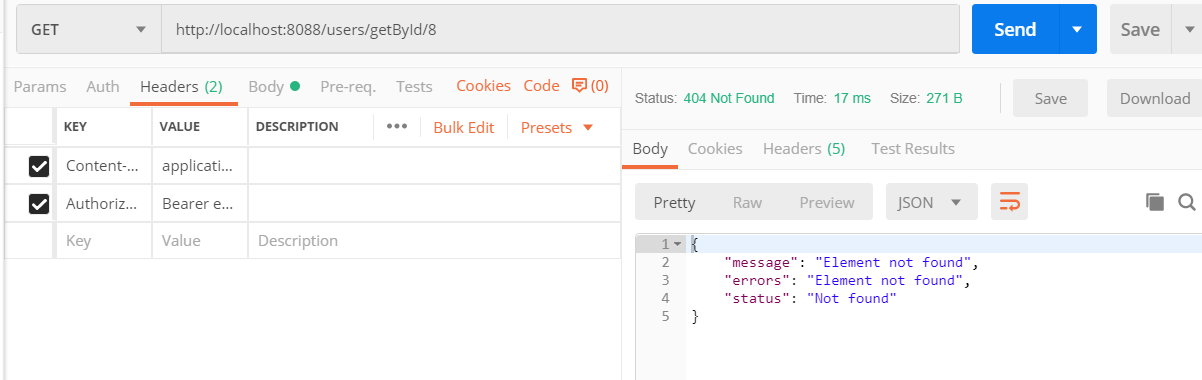 GET http://localhost:8088/users/getById/8 Send Save
Params Auth Headers (2) Body Pre-req. Tests Cookies Code (0)
KEY VALUE DESCRIPTION ••• Bulk Edit Presets
Content-... applicati...
Authoriz... Bearer e...
Key Value Description
Status: 404 Not Found Time: 17 ms Size: 271 B Save Download
Body Cookies Headers (5) Test Results
Pretty Raw Preview JSON
1 {
2 "message": "Element not found",
3 "errors": "Element not found",
4 "status": "Not found"
5 }